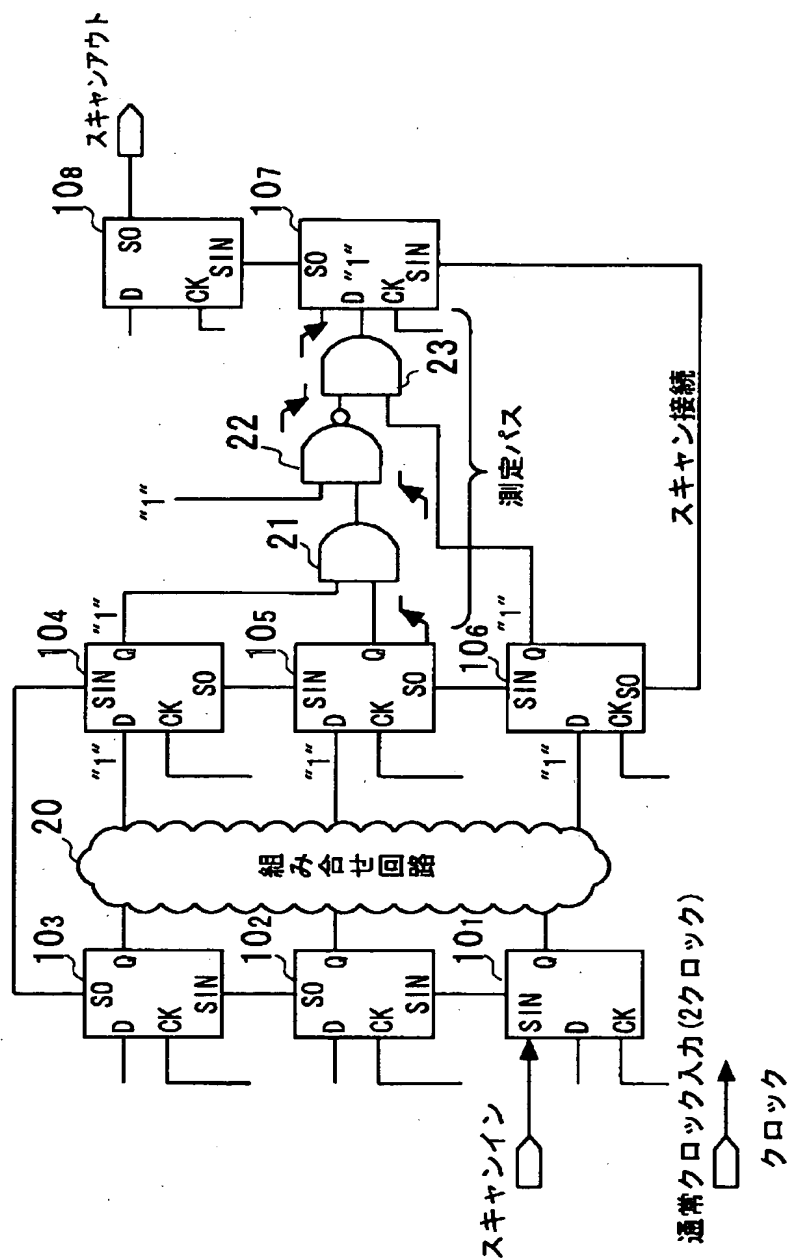 スキャンアウト
108
D SO
CK SIN
107
SO
D "1"
CK SIN
23
22
"1"
21
測定パス
スキャン接続
104
SIN "1"
"1" D Q
CK SO
105
SIN
"1" D Q
CK SO
106
SIN "1"
"1" D Q
CK SO
20
組み合せ回路
103
SO
D Q
CK SIN
102
SO
D Q
CK SIN
101
SIN Q
D
CK
スキャンイン
通常クロック入力(2クロック)
クロック